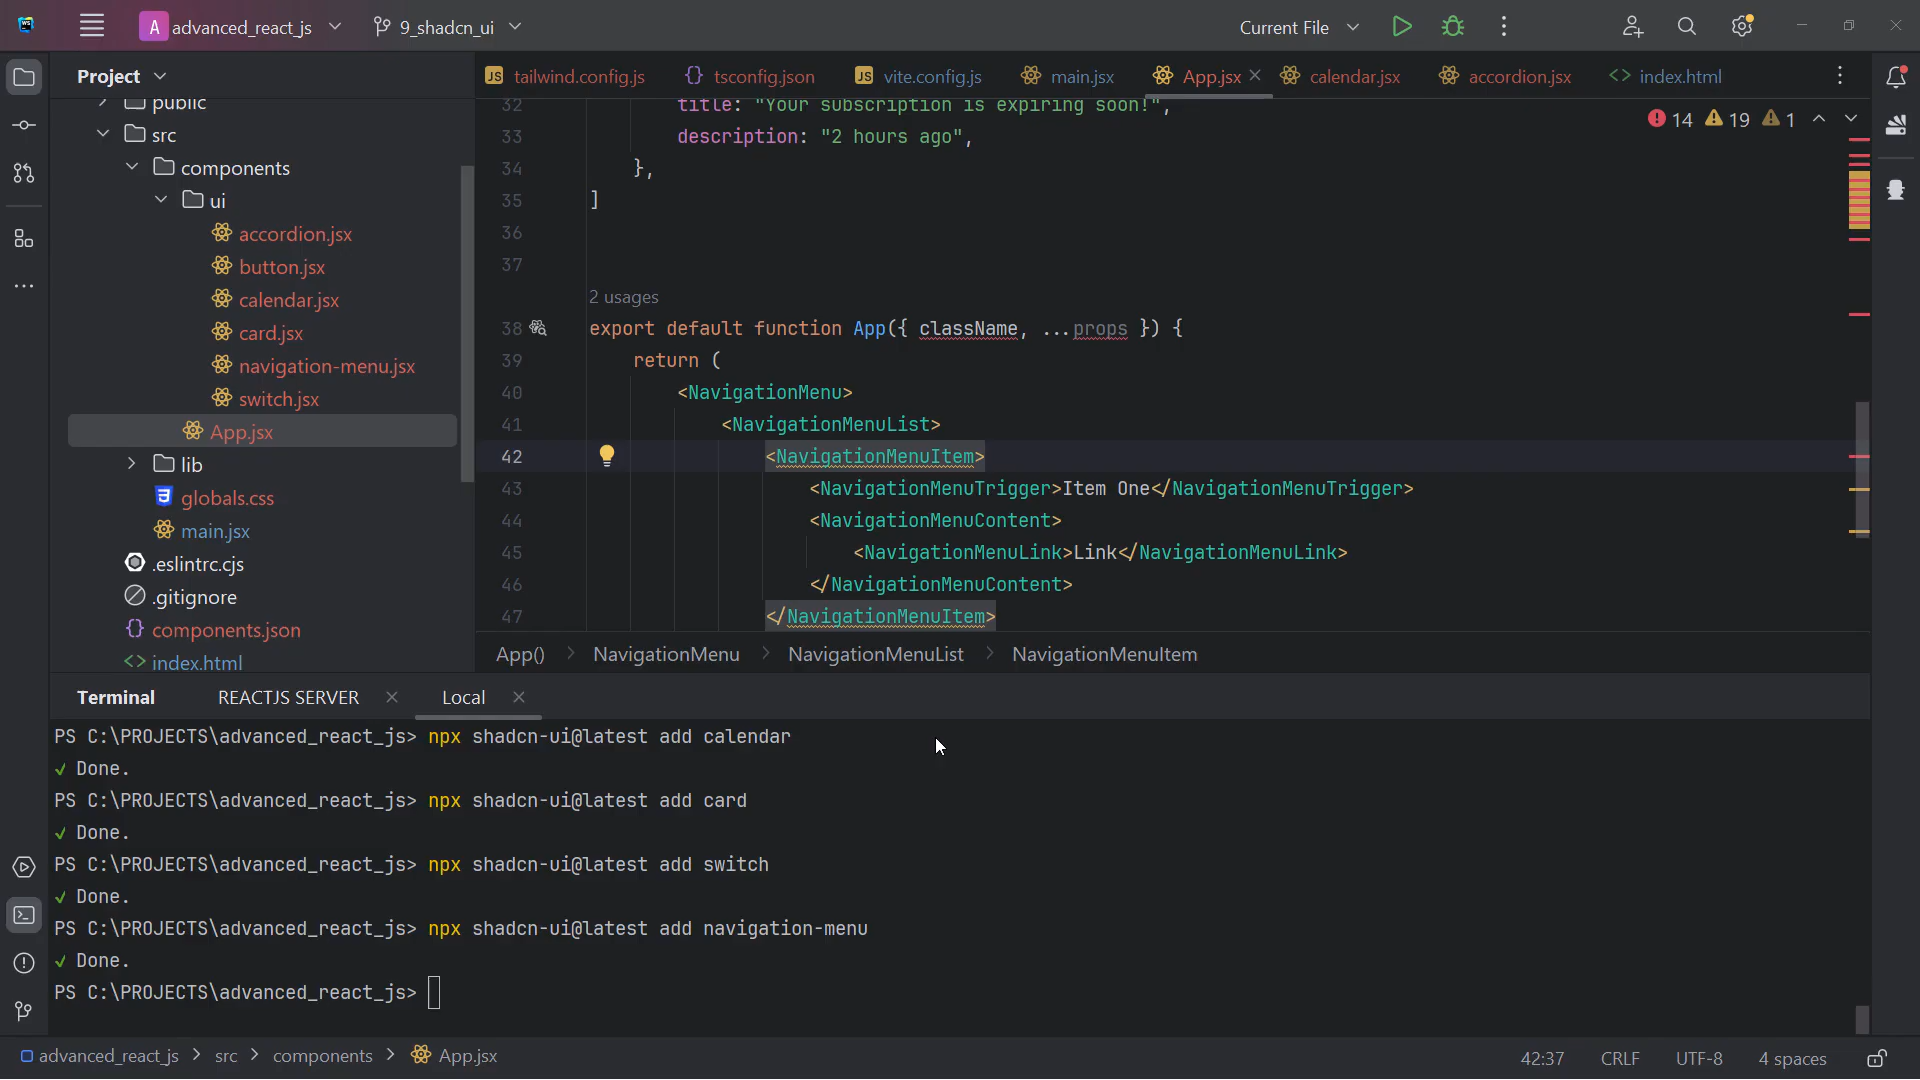 WS
A advanced_react_js
9_shadcn_ui
Current File
Project
JS tailwind.config.js
{} tsconfig.json
JS vite.config.js
main.jsx
App.jsx
calendar.jsx
accordion.jsx
<> index.html
public
src
components
ui
accordion.jsx
button.jsx
calendar.jsx
card.jsx
navigation-menu.jsx
switch.jsx
App.jsx
lib
globals.css
main.jsx
.eslintrc.cjs
.gitignore
{} components.json
<> index.html
14 19 1
32 title: "Your subscription is expiring soon!",
33 description: "2 hours ago",
34 },
35 ]
36
37
2 usages
38 export default function App({ className, ...props }) {
39 return (
40 <NavigationMenu>
41 <NavigationMenuList>
42 <NavigationMenuItem>
43 <NavigationMenuTrigger>Item One</NavigationMenuTrigger>
44 <NavigationMenuContent>
45 <NavigationMenuLink>Link</NavigationMenuLink>
46 </NavigationMenuContent>
47 </NavigationMenuItem>
App() > NavigationMenu > NavigationMenuList > NavigationMenuItem
Terminal REACTJS SERVER Local
PS C:\PROJECTS\advanced_react_js> npx shadcn-ui@latest add calendar
✓ Done.
PS C:\PROJECTS\advanced_react_js> npx shadcn-ui@latest add card
✓ Done.
PS C:\PROJECTS\advanced_react_js> npx shadcn-ui@latest add switch
✓ Done.
PS C:\PROJECTS\advanced_react_js> npx shadcn-ui@latest add navigation-menu
✓ Done.
PS C:\PROJECTS\advanced_react_js>
advanced_react_js > src > components > App.jsx
42:37 CRLF UTF-8 4 spaces